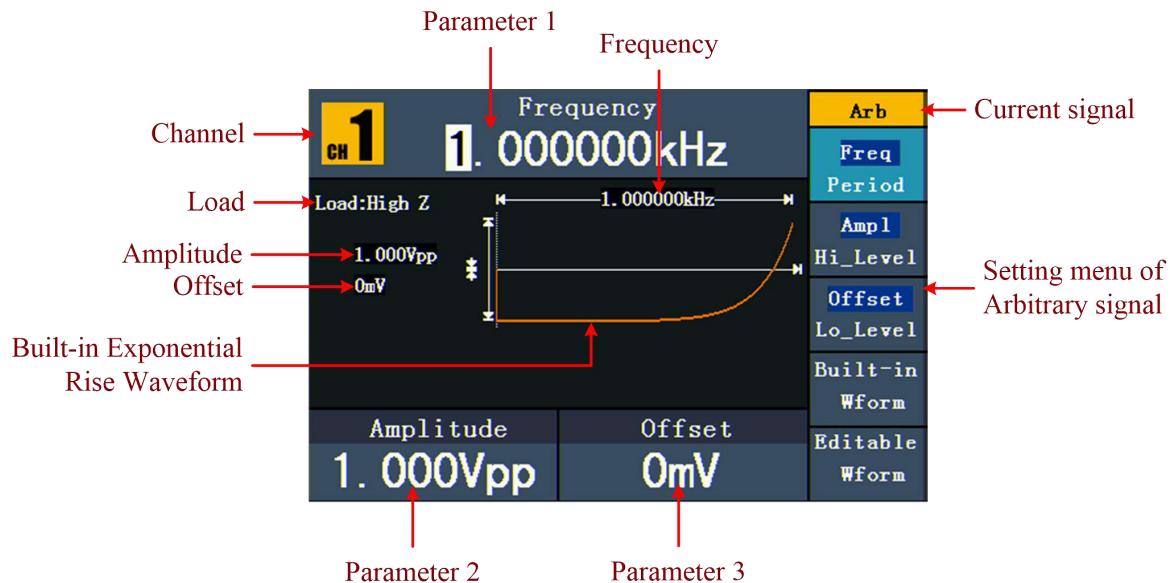 Parameter 1
Frequency
Channel
Load
Amplitude
Offset
Built-in Exponential
Rise Waveform
CH 1
Frequency
1.000000kHz
Load:High Z
1.000000kHz
1.000Vpp
0mV
Amplitude
1.000Vpp
Offset
0mV
Arb
Freq
Period
Ampl
Hi_Level
Offset
Lo_Level
Built-in
Wform
Editable
Wform
Current signal
Setting menu of
Arbitrary signal
Parameter 2
Parameter 3